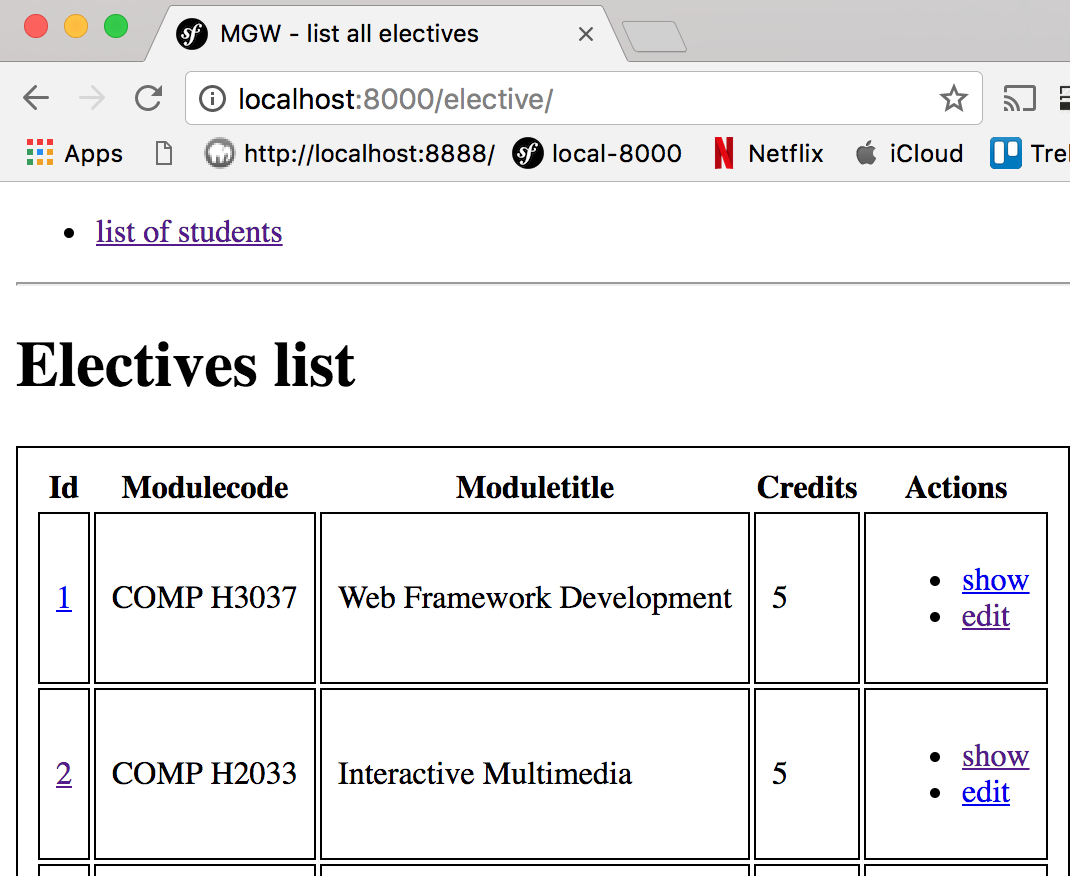 MGW - list all electives
localhost:8000/elective/
Apps http://localhost:8888/ local-8000 Netflix iCloud
list of students
Electives list
Id Modulecode Moduletitle Credits Actions
1 COMP H3037 Web Framework Development 5
show
edit
2 COMP H2033 Interactive Multimedia 5
show
edit